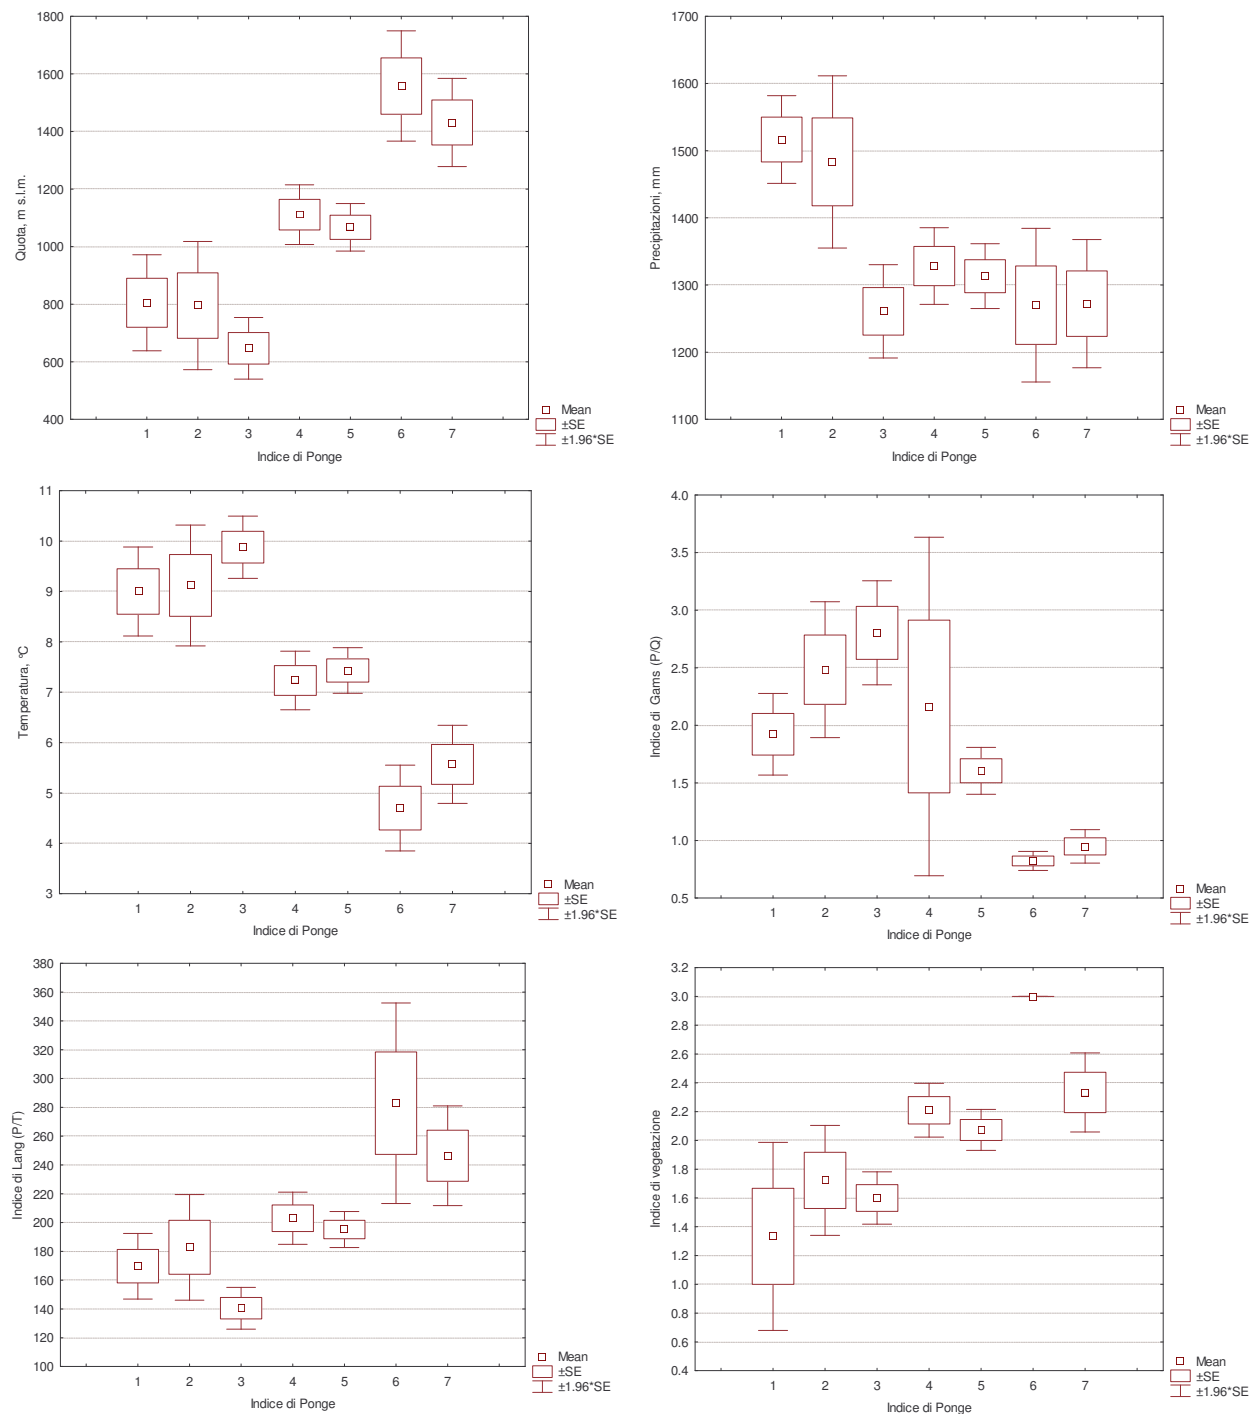 Quota, m s.l.m.
1800
1600
1400
1200
1000
800
600
400
1 2 3 4 5 6 7
Indice di Ponge
Mean
±SE
±1.96*SE
Precipitazioni, mm
1700
1600
1500
1400
1300
1200
1100
1 2 3 4 5 6 7
Indice di Ponge
Mean
±SE
±1.96*SE
Temperatura, °C
11
10
9
8
7
6
5
4
3
1 2 3 4 5 6 7
Indice di Ponge
Mean
±SE
±1.96*SE
Indice di Gams (P/Q)
4.0
3.5
3.0
2.5
2.0
1.5
1.0
0.5
1 2 3 4 5 6 7
Indice di Ponge
Mean
±SE
±1.96*SE
Indice di Lang (P/T)
380
360
340
320
300
280
260
240
220
200
180
160
140
120
100
1 2 3 4 5 6 7
Indice di Ponge
Mean
±SE
±1.96*SE
Indice di vegetazione
3.2
3.0
2.8
2.6
2.4
2.2
2.0
1.8
1.6
1.4
1.2
1.0
0.8
0.6
0.4
1 2 3 4 5 6 7
Indice di Ponge
Mean
±SE
±1.96*SE